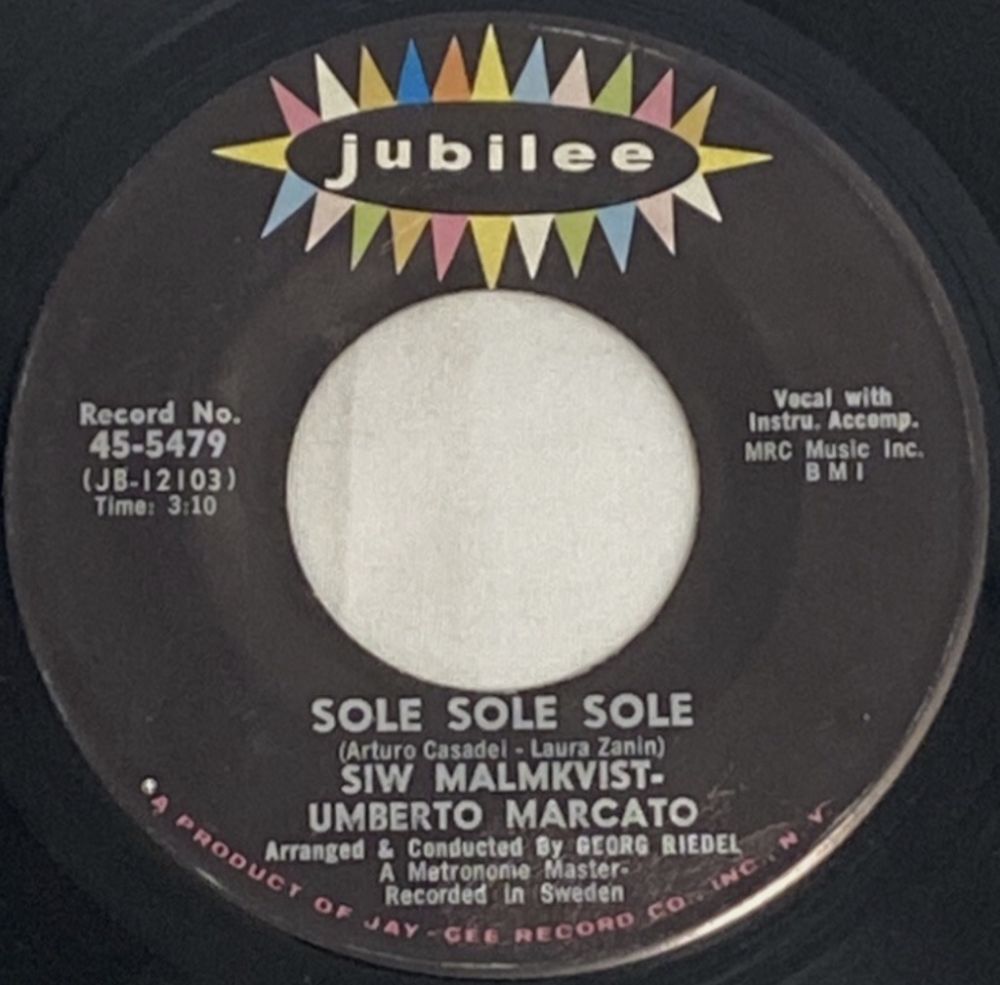 jubilee
Record No.
45-5479
(JB-12103)
Time: 3:10
Vocal with
Instru. Accomp.
MRC Music Inc.
BMI
SOLE SOLE SOLE
(Arturo Casadei - Laura Zanin)
SIW MALMKVIST-
UMBERTO MARCATO
Arranged & Conducted By GEORG RIEDEL
A Metronome Master-
Recorded in Sweden
A PRODUCT OF JAY-GEE RECORD CO., INC., N.Y.